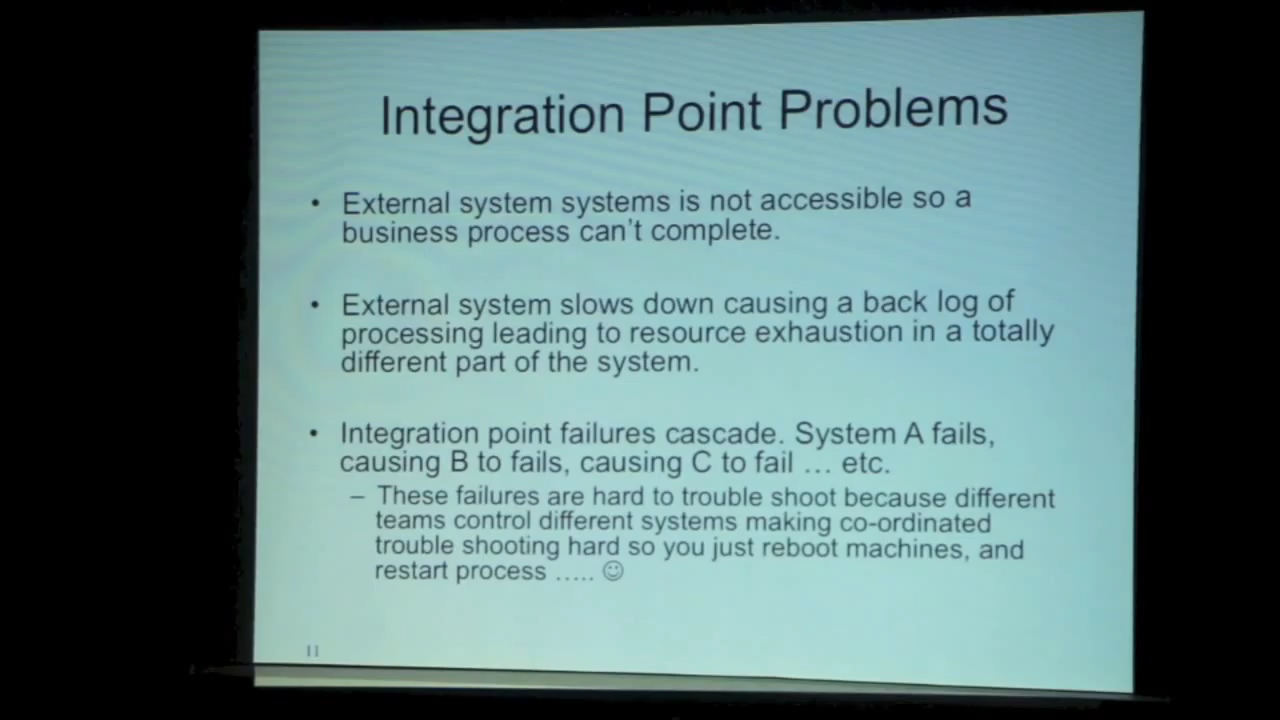 Integration Point Problems
• External system systems is not accessible so a
business process can't complete.
• External system slows down causing a back log of
processing leading to resource exhaustion in a totally
different part of the system.
• Integration point failures cascade. System A fails,
causing B to fails, causing C to fail … etc.
– These failures are hard to trouble shoot because different
teams control different systems making co-ordinated
trouble shooting hard so you just reboot machines, and
restart process ….. ☺
11